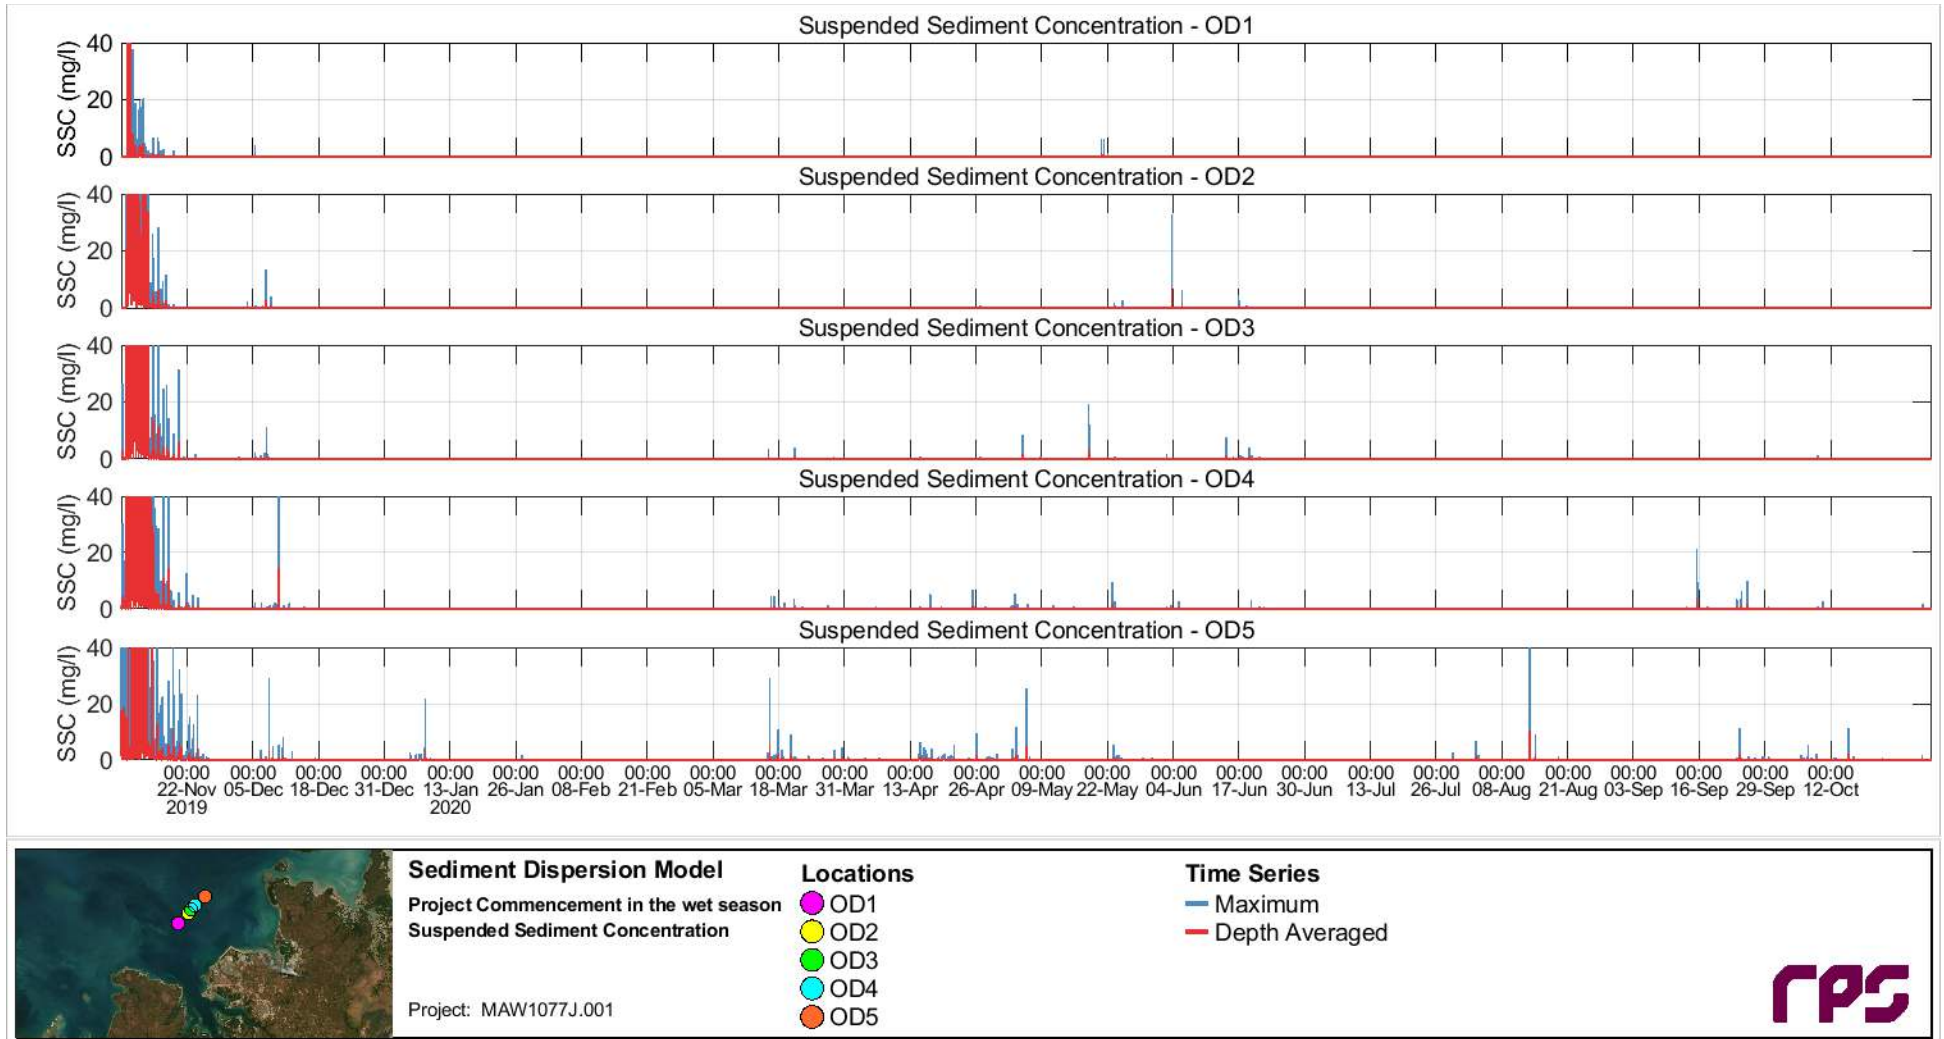 Suspended Sediment Concentration - OD1
SSC (mg/l)
40
20
0
Suspended Sediment Concentration - OD2
SSC (mg/l)
40
20
0
Suspended Sediment Concentration - OD3
SSC (mg/l)
40
20
0
Suspended Sediment Concentration - OD4
SSC (mg/l)
40
20
0
Suspended Sediment Concentration - OD5
SSC (mg/l)
40
20
0
00:00 00:00 00:00 00:00 00:00 00:00 00:00 00:00 00:00 00:00 00:00 00:00 00:00 00:00 00:00 00:00 00:00 00:00 00:00 00:00 00:00 00:00 00:00 00:00 00:00 00:00
22-Nov 05-Dec 18-Dec 31-Dec 13-Jan 26-Jan 08-Feb 21-Feb 05-Mar 18-Mar 31-Mar 13-Apr 26-Apr 09-May 22-May 04-Jun 17-Jun 30-Jun 13-Jul 26-Jul 08-Aug 21-Aug 03-Sep 16-Sep 29-Sep 12-Oct
2019 2020
Sediment Dispersion Model
Project Commencement in the wet season
Suspended Sediment Concentration
Project: MAW1077J.001
Locations
OD1
OD2
OD3
OD4
OD5
Time Series
Maximum
Depth Averaged
rps